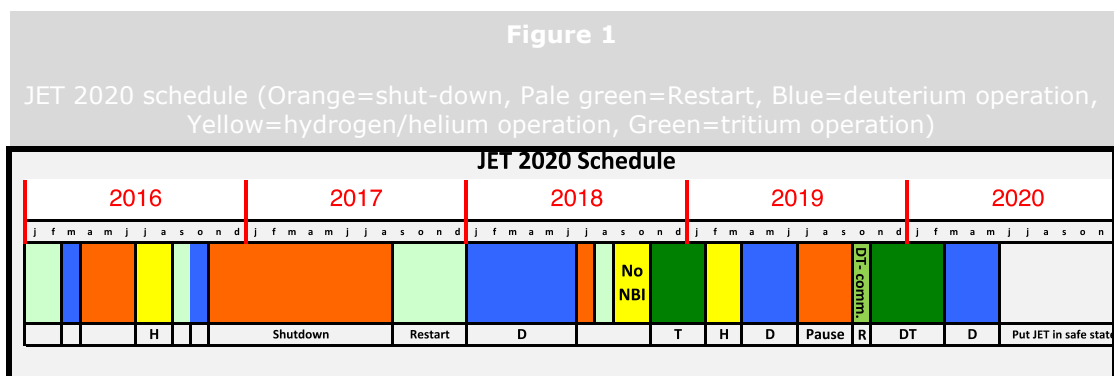 Figure 1
JET 2020 schedule (Orange=shut-down, Pale green=Restart, Blue=deuterium operation,
Yellow=hydrogen/helium operation, Green=tritium operation)
JET 2020 Schedule
2016 2017 2018 2019 2020
j f m a m j j a s o n d j f m a m j j a s o n d j f m a m j j a s o n d j f m a m j j a s o n d j f m a m j j a s o n
No
NBI
DT- comm.
H Shutdown Restart D T H D Pause R DT D Put JET in safe state